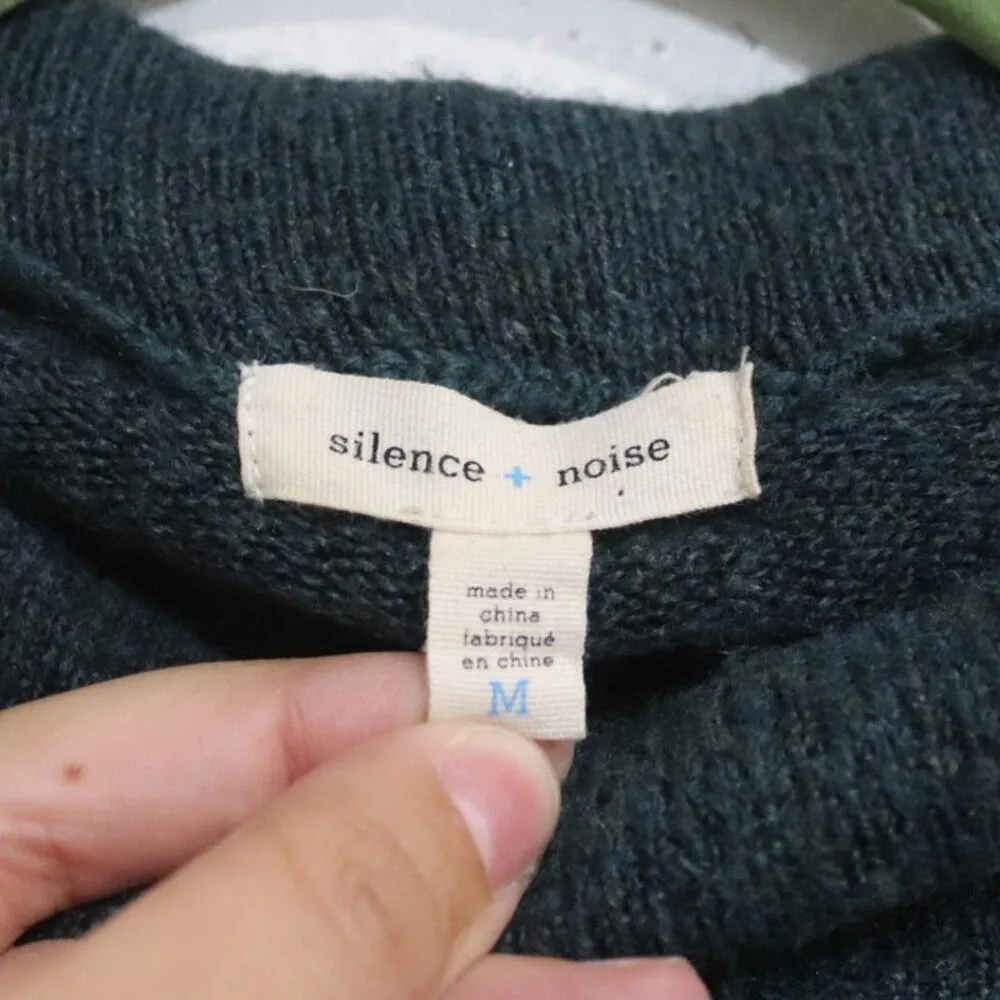 silence + noise
made in
china
fabriqué
en chine
M